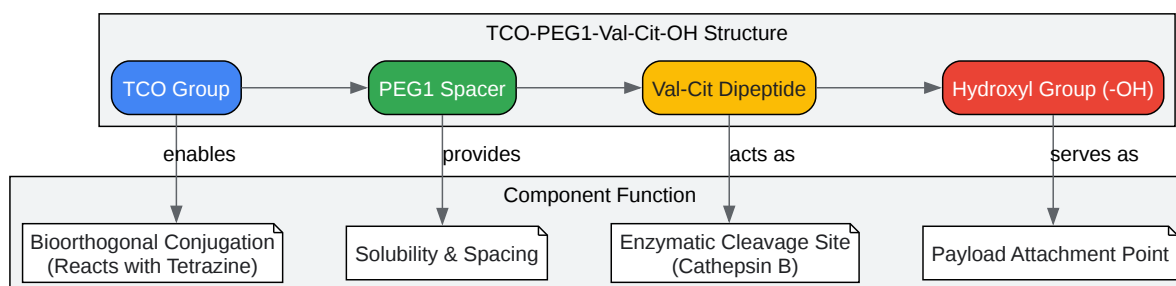 TCO-PEG1-Val-Cit-OH Structure
TCO Group
PEG1 Spacer
Val-Cit Dipeptide
Hydroxyl Group (-OH)
enables
provides
acts as
serves as
Component Function
Bioorthogonal Conjugation
(Reacts with Tetrazine)
Solubility & Spacing
Enzymatic Cleavage Site
(Cathepsin B)
Payload Attachment Point